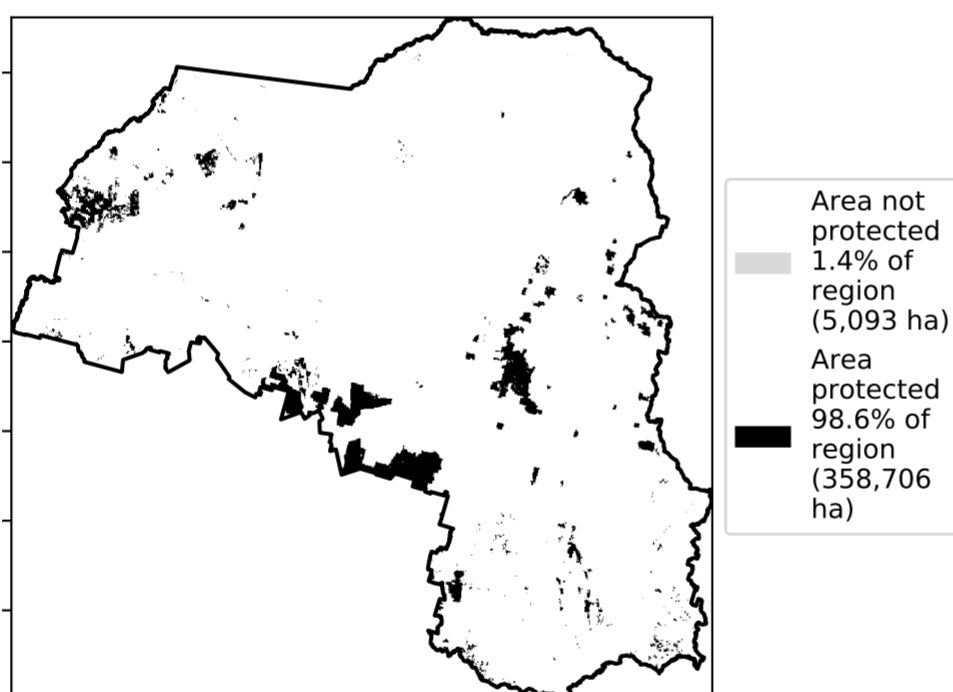 Area not
protected
1.4% of
region
(5,093 ha)
Area
protected
98.6% of
region
(358,706
ha)